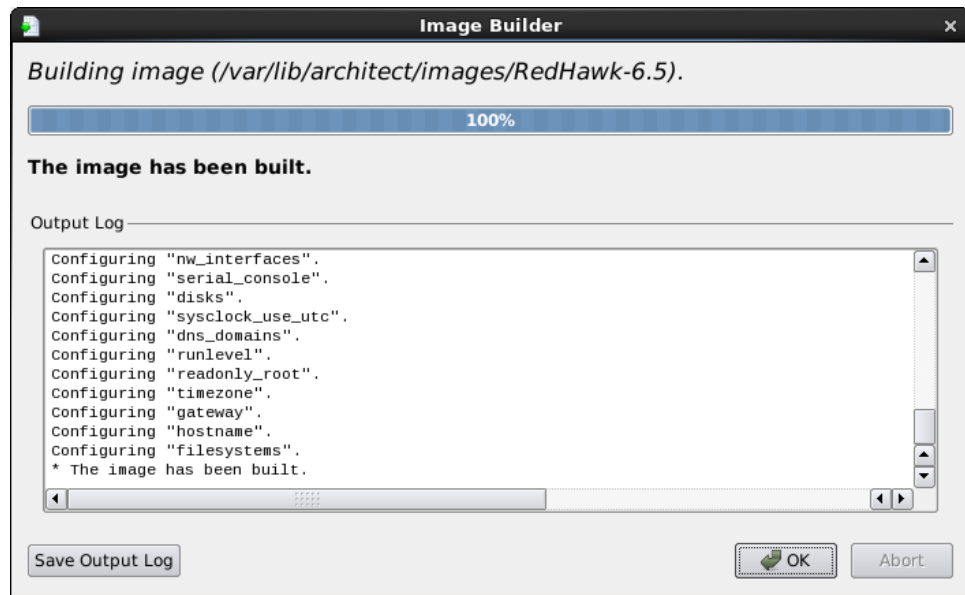 Image Builder
Building image (/var/lib/architect/images/RedHawk-6.5).
100%
The image has been built.
Output Log
Configuring "nw_interfaces".
Configuring "serial_console".
Configuring "disks".
Configuring "sysclock_use_utc".
Configuring "dns_domains".
Configuring "runlevel".
Configuring "readonly_root".
Configuring "timezone".
Configuring "gateway".
Configuring "hostname".
Configuring "filesystems".
* The image has been built.
Save Output Log
OK
Abort